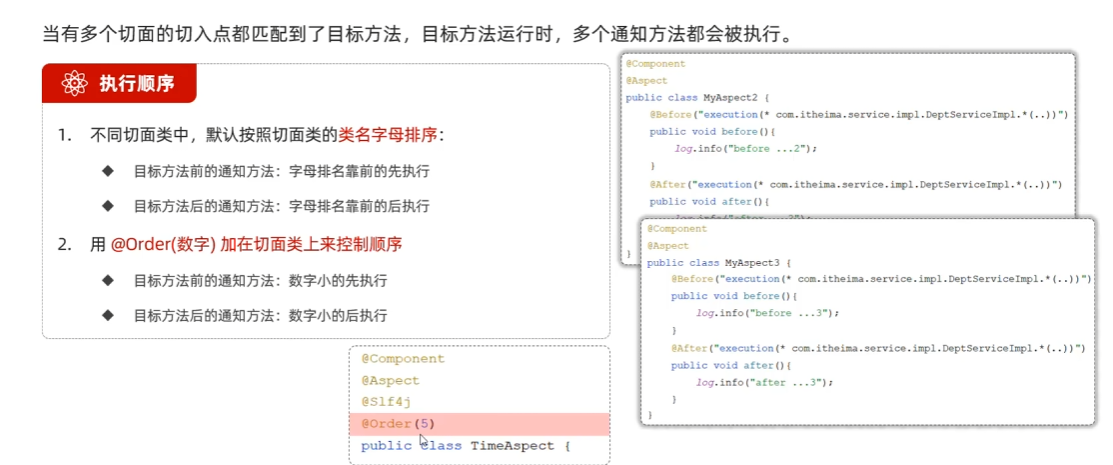 当有多个切面的切入点都匹配到了目标方法，目标方法运行时，多个通知方法都会被执行。
执行顺序
1. 不同切面类中，默认按照切面类的类名字母排序：
◆ 目标方法前的通知方法：字母排名靠前的先执行
◆ 目标方法后的通知方法：字母排名靠前的后执行
2. 用 @Order(数字) 加在切面类上来控制顺序
◆ 目标方法前的通知方法：数字小的先执行
◆ 目标方法后的通知方法：数字小的后执行
@Component
@Aspect
@Slf4j
@Order(5)
public class TimeAspect {
@Component
@Aspect
public class MyAspect2 {
@Before("execution(* com.itheima.service.impl.DeptServiceImpl.*(..))")
public void before(){
log.info("before ...2");
}
@After("execution(* com.itheima.service.impl.DeptServiceImpl.*(..))")
public void after(){
}
@Component
@Aspect
public class MyAspect3 {
@Before("execution(* com.itheima.service.impl.DeptServiceImpl.*(..))")
public void before(){
log.info("before ...3");
}
@After("execution(* com.itheima.service.impl.DeptServiceImpl.*(..))")
public void after(){
log.info("after ...3");
}
}